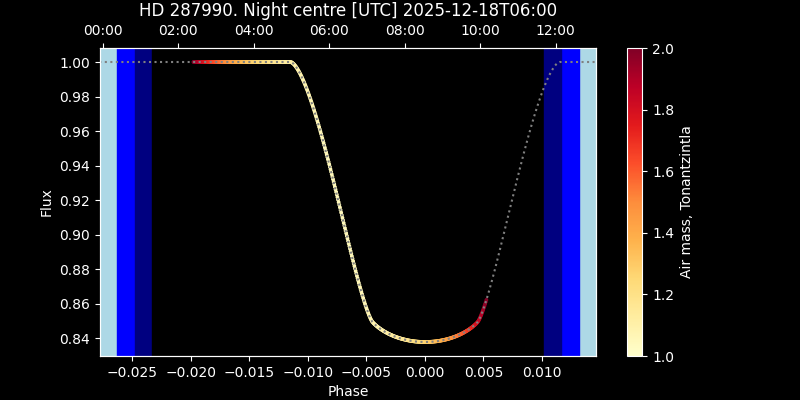 HD 287990. Night centre [UTC] 2025-12-18T06:00
00:00 02:00 04:00 06:00 08:00 10:00 12:00
1.00
0.98
0.96
0.94
0.92
0.90
0.88
0.86
0.84
Flux
−0.025 −0.020 −0.015 −0.010 −0.005 0.000 0.005 0.010
Phase
2.0
1.8
1.6
1.4
1.2
1.0
Air mass, Tonantzintla